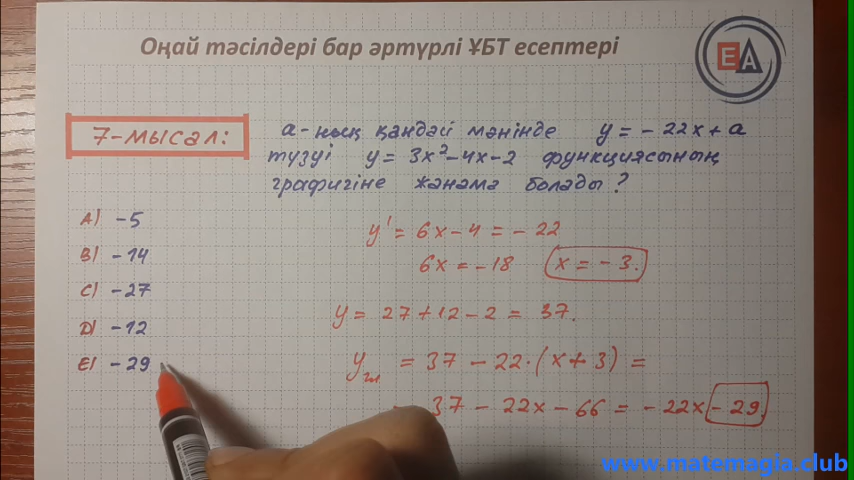 Оңай тәсілдері бар әртүрлі ҰБТ есептері
EA
7-мысал:
a-ның қандай мәнінде y = - 22x + a
түзуі y = 3x² - 4x - 2 функциясының
графигіне жанама болады ?
A) -5
B) -14
C) -27
D) -12
E) -29
y' = 6x - 4 = - 22
6x = -18 x = - 3.
y = 27 + 12 - 2 = 37.
y = 37 - 22·(x + 3) =
37 - 22x - 66 = - 22x - 29.
www.matemagia.club